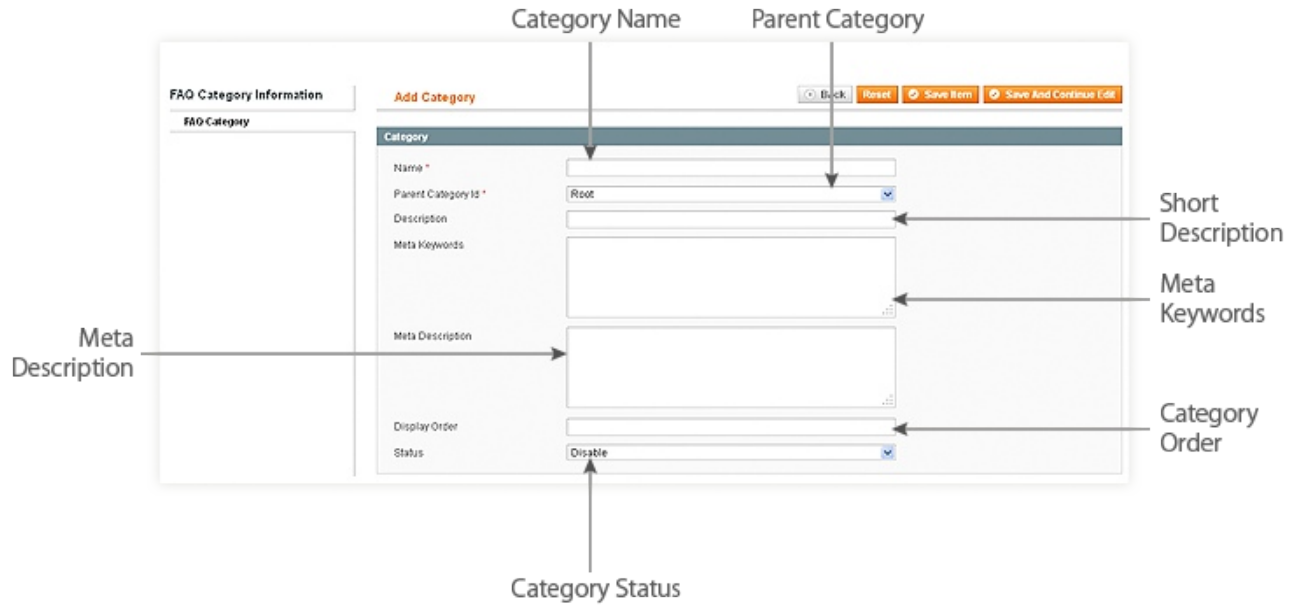 Category Name
Parent Category
FAQ Category Information
Add Category
Back
Reset
Save Item
Save And Continue Edit
FAQ Category
Category
Name *
Parent Category Id *
Root
Short
Description
Description
Meta Keywords
Meta
Keywords
Meta
Description
Meta Description
Display Order
Category
Order
Status
Disable
Category Status